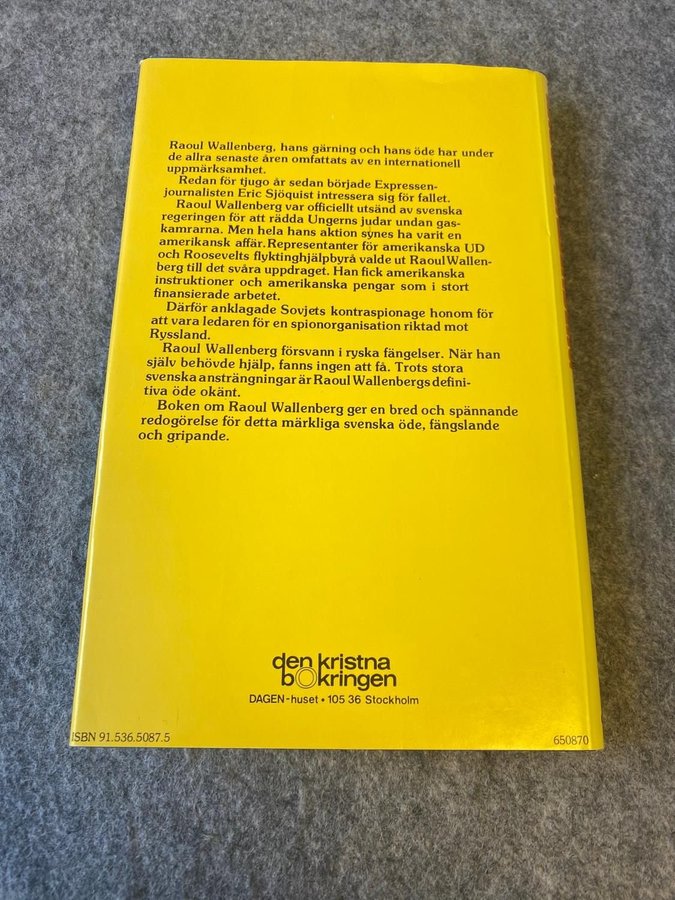 Raoul Wallenberg, hans gärning och hans öde har under
de allra senaste åren omfattats av en internationell
uppmärksamhet.
Redan för tjugo år sedan började Expressen-
journalisten Eric Sjöquist intressera sig för fallet.
Raoul Wallenberg var officiellt utsänd av svenska
regeringen för att rädda Ungerns judar undan gas-
kamrarna. Men hela hans aktion synes ha varit en
amerikansk affär. Representanter för amerikanska UD
och Roosevelts flyktinghjälpbyrå valde ut Raoul Wallen-
berg till det svåra uppdraget. Han fick amerikanska
instruktioner och amerikanska pengar som i stort
finansierade arbetet.
Därför anklagade Sovjets kontraspionage honom för
att vara ledaren för en spionorganisation riktad mot
Ryssland.
Raoul Wallenberg försvann i ryska fängelser. När han
själv behövde hjälp, fanns ingen att få. Trots stora
svenska ansträngningar är Raoul Wallenbergs defini-
tiva öde okänt.
Boken om Raoul Wallenberg ger en bred och spännande
redogörelse för detta märkliga svenska öde, fängslande
och gripande.
den kristna
bokringen
DAGEN-huset • 105 36 Stockholm
ISBN 91.536.5087.5
650870